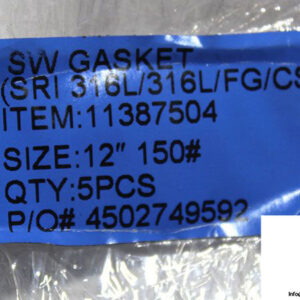 SW GASKET
(SRI 316L/316L/FG/CS
ITEM:11387504
SIZE:12" 150#
QTY:5PCS
P/O# 4502749592